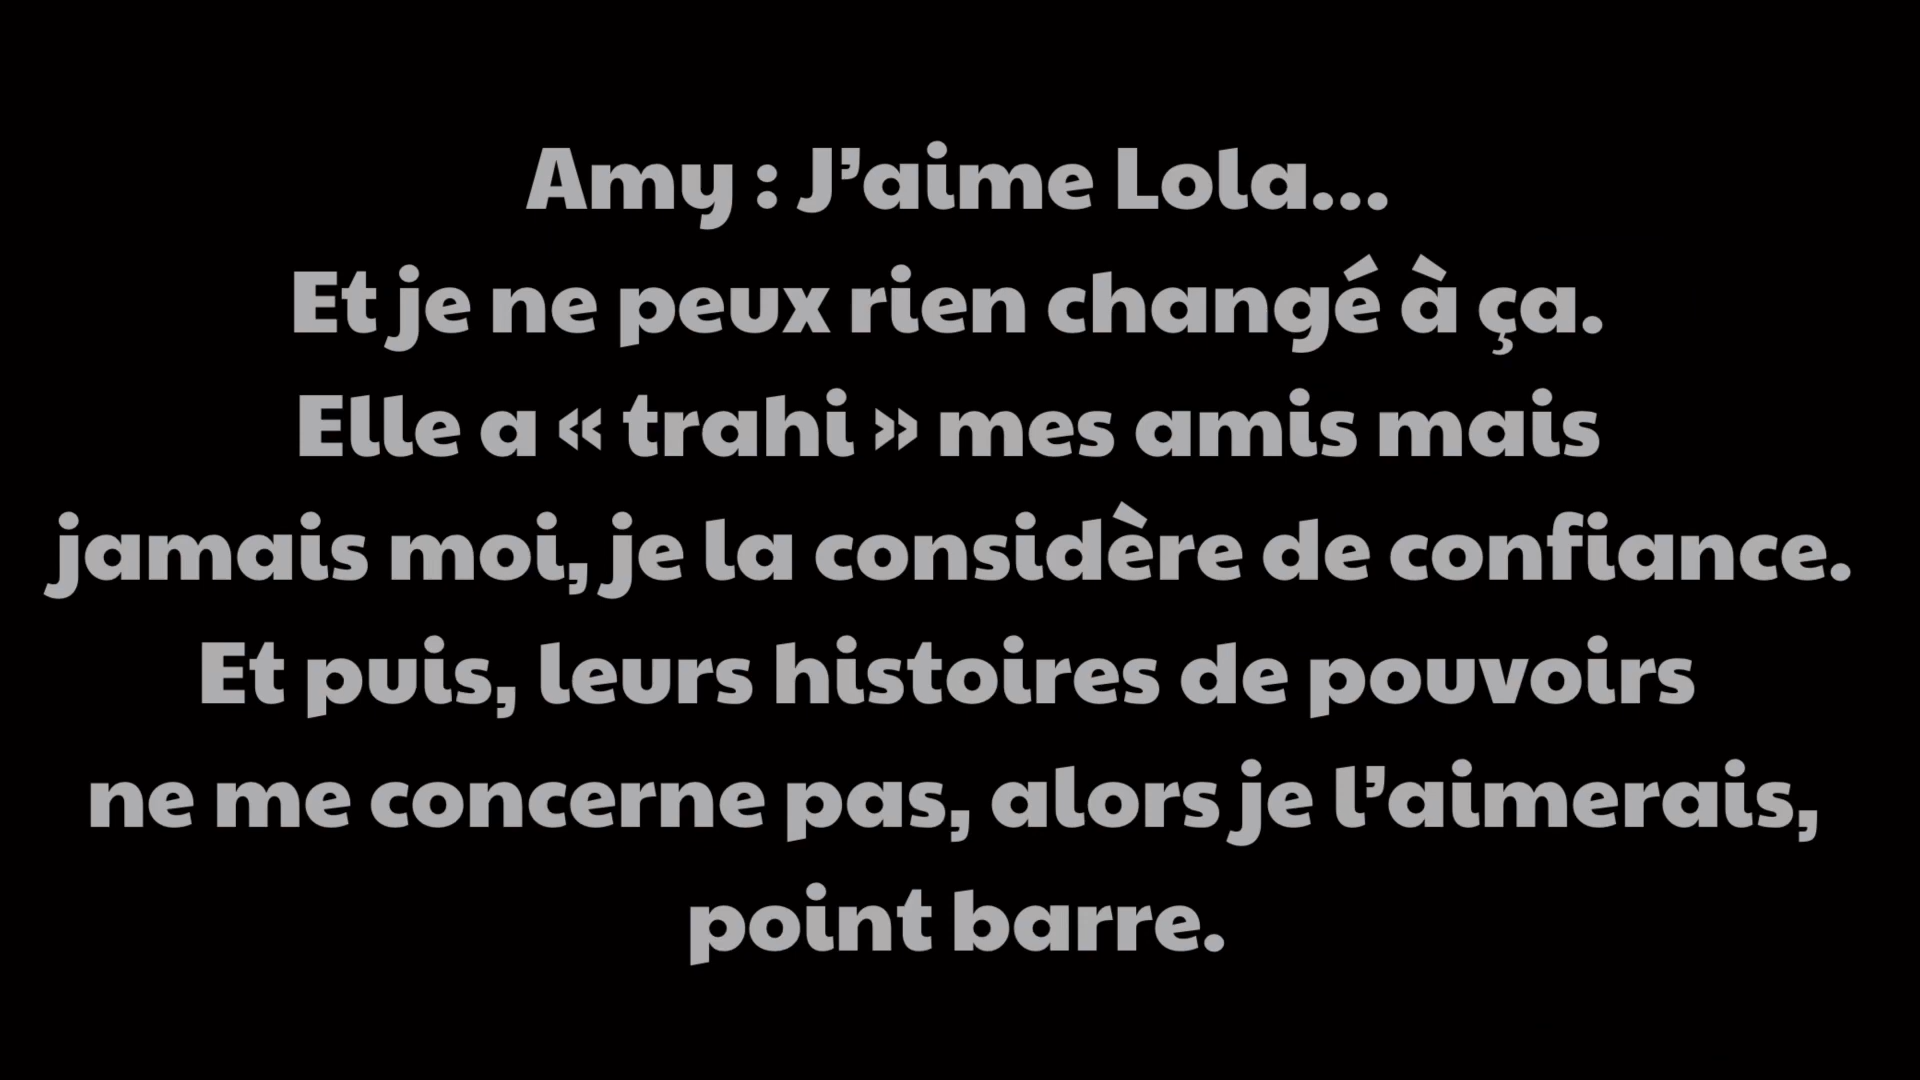 Amy : J’aime Lola...
Et je ne peux rien changé à ça.
Elle a « trahi » mes amis mais
jamais moi, je la considère de confiance.
Et puis, leurs histoires de pouvoirs
ne me concerne pas, alors je l’aimerais,
point barre.